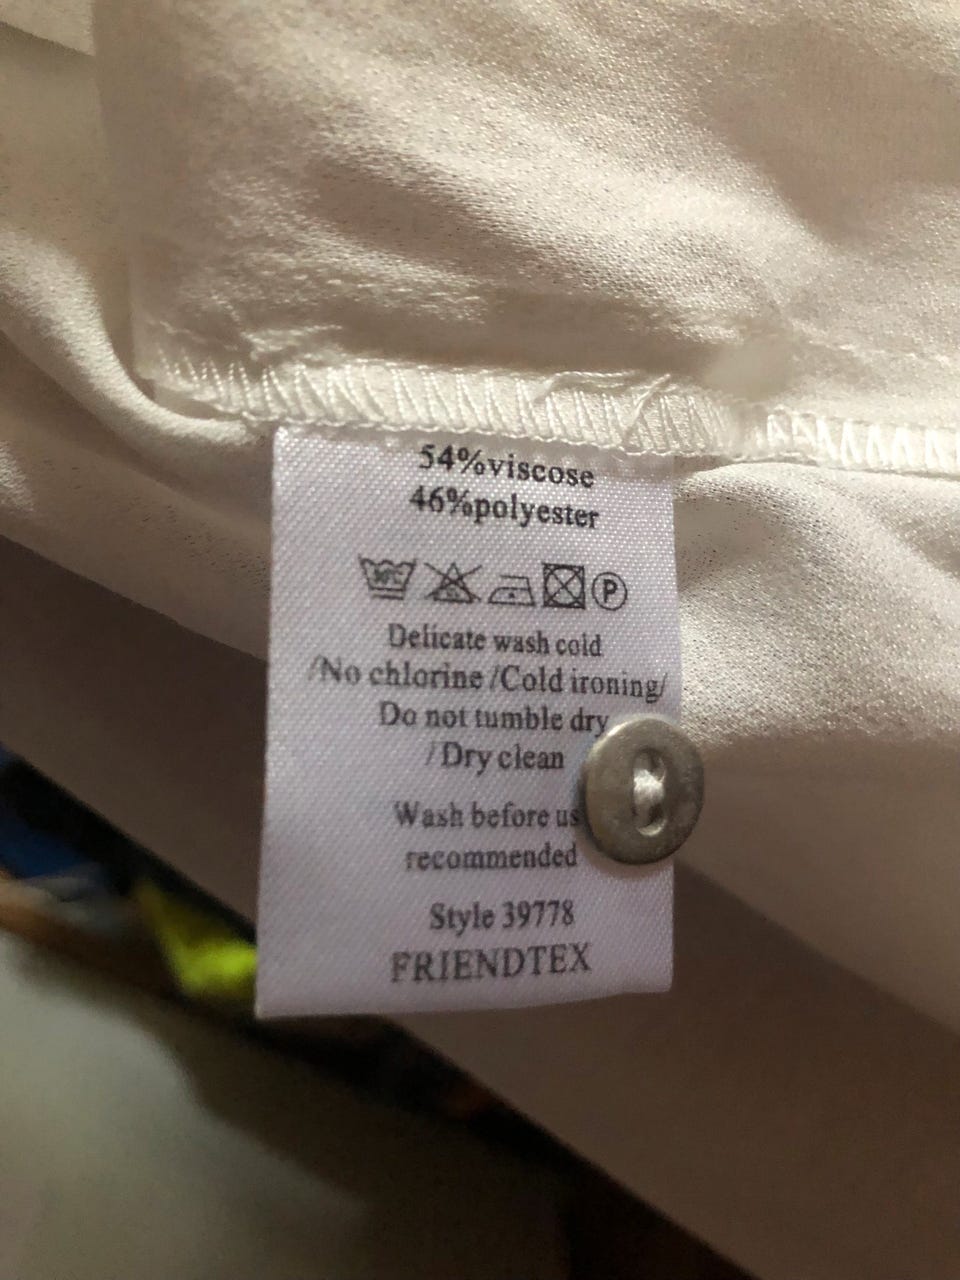 54%viscose
46%polyester
30°C
P
Delicate wash cold
/No chlorine /Cold ironing/
Do not tumble dry
/Dry clean
Wash before us
recommended
Style 39778
FRIENDTEX